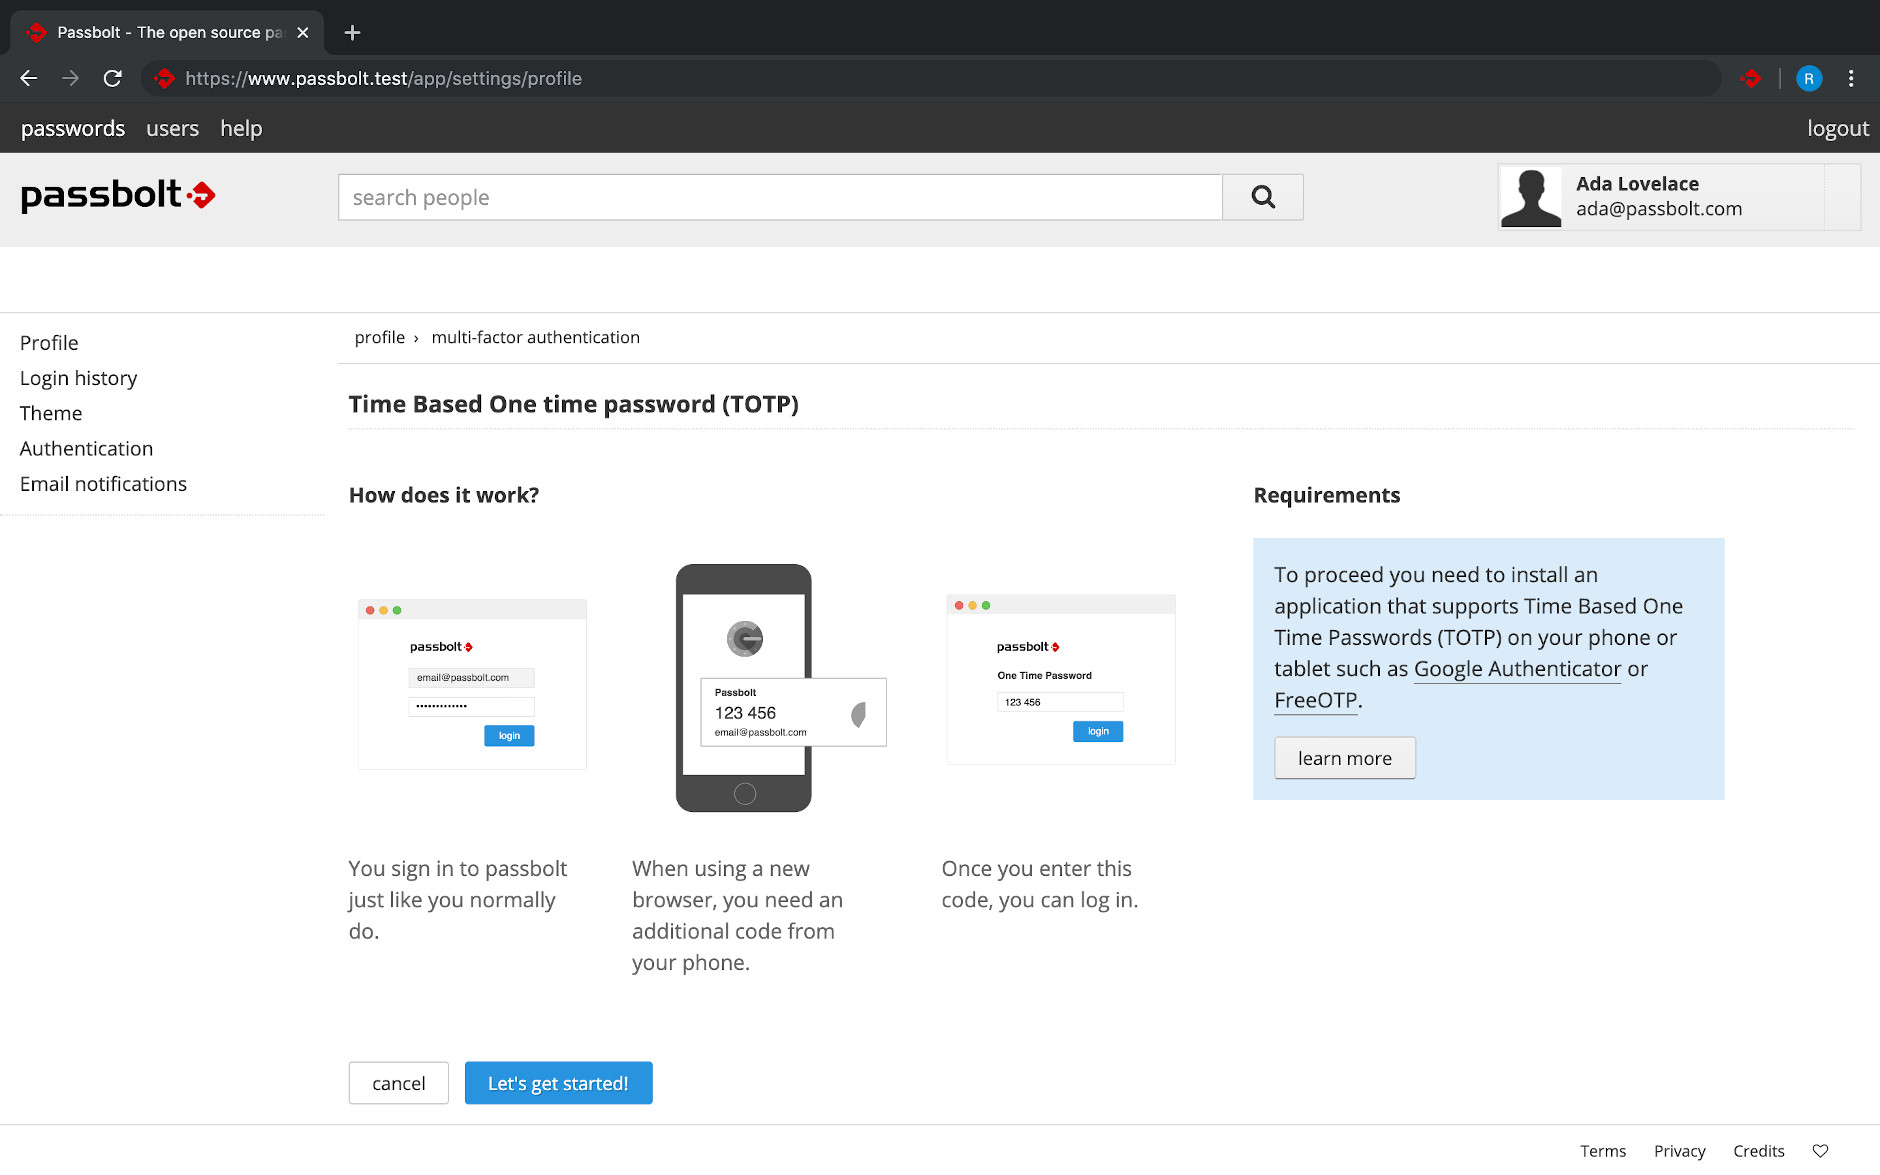 Passbolt - The open source pa
https://www.passbolt.test/app/settings/profile
R
passwords users help logout
passbolt
search people
Ada Lovelace
ada@passbolt.com
Profile
Login history
Theme
Authentication
Email notifications
profile › multi-factor authentication
Time Based One time password (TOTP)
How does it work?
passbolt
email@passbolt.com
•••••••••••••
login
Passbolt
123 456
email@passbolt.com
passbolt
One Time Password
123 456
login
You sign in to passbolt
just like you normally
do.
When using a new
browser, you need an
additional code from
your phone.
Once you enter this
code, you can log in.
Requirements
To proceed you need to install an
application that supports Time Based One
Time Passwords (TOTP) on your phone or
tablet such as Google Authenticator or
FreeOTP.
learn more
cancel Let's get started!
Terms Privacy Credits